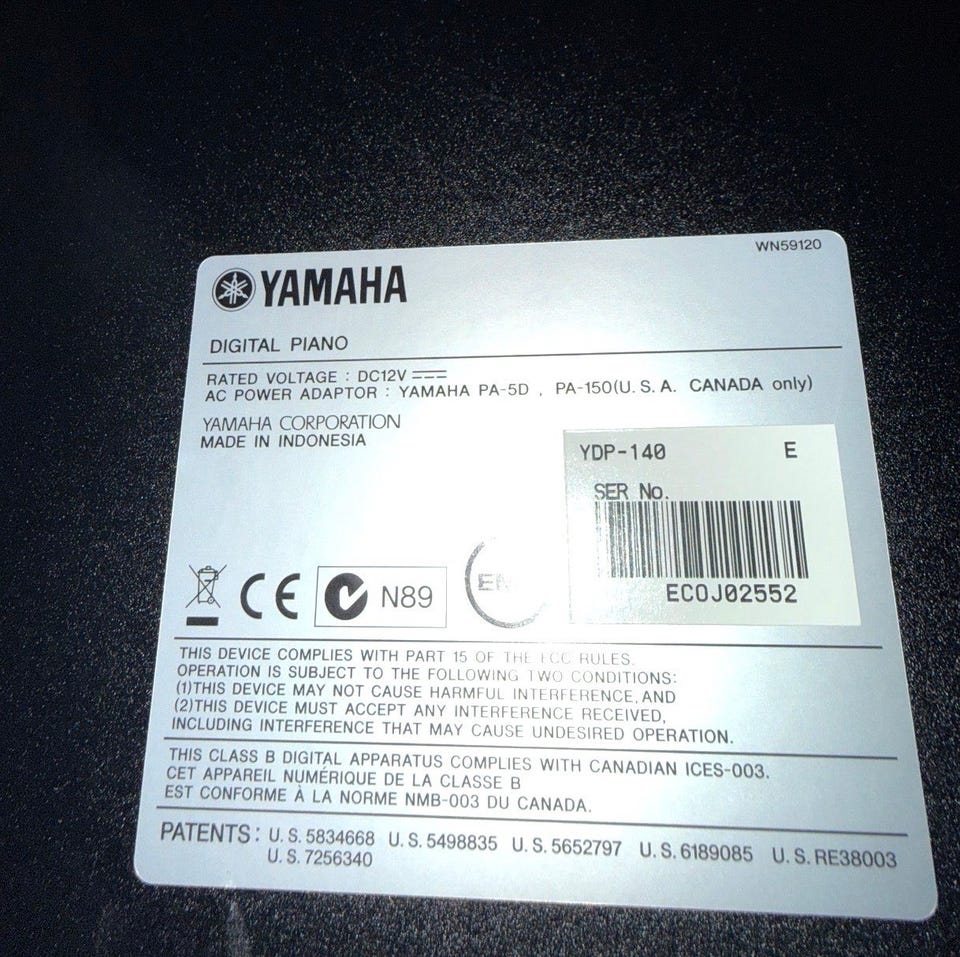 WN59120
YAMAHA
DIGITAL PIANO
RATED VOLTAGE : DC12V
AC POWER ADAPTOR : YAMAHA PA-5D , PA-150(U.S.A. CANADA only)
YAMAHA CORPORATION
MADE IN INDONESIA
YDP-140 E
SER No.
ECOJ02552
CE N89
THIS DEVICE COMPLIES WITH PART 15 OF THE FCC RULES.
OPERATION IS SUBJECT TO THE FOLLOWING TWO CONDITIONS:
(1)THIS DEVICE MAY NOT CAUSE HARMFUL INTERFERENCE,AND
(2)THIS DEVICE MUST ACCEPT ANY INTERFERENCE RECEIVED,
INCLUDING INTERFERENCE THAT MAY CAUSE UNDESIRED OPERATION.
THIS CLASS B DIGITAL APPARATUS COMPLIES WITH CANADIAN ICES-003.
CET APPAREIL NUMÉRIQUE DE LA CLASSE B
EST CONFORME À LA NORME NMB-003 DU CANADA.
PATENTS: U.S.5834668 U.S.5498835 U.S.5652797 U.S.6189085 U.S.RE38003
U.S.7256340